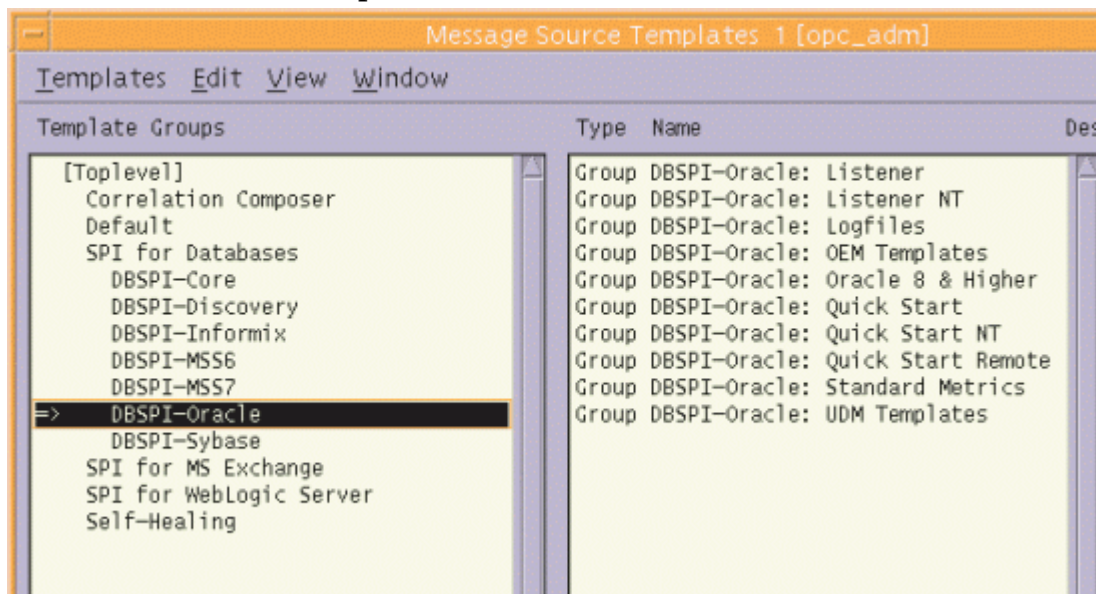 Message Source Templates 1 [opc_adm]
Templates Edit View Window
Template Groups
[Toplevel]
Correlation Composer
Default
SPI for Databases
DBSPI-Core
DBSPI-Discovery
DBSPI-Informix
DBSPI-MSS6
DBSPI-MSS7
=> DBSPI-Oracle
DBSPI-Sybase
SPI for MS Exchange
SPI for WebLogic Server
Self-Healing
Type Name Des
Group DBSPI-Oracle: Listener
Group DBSPI-Oracle: Listener NT
Group DBSPI-Oracle: Logfiles
Group DBSPI-Oracle: OEM Templates
Group DBSPI-Oracle: Oracle 8 & Higher
Group DBSPI-Oracle: Quick Start
Group DBSPI-Oracle: Quick Start NT
Group DBSPI-Oracle: Quick Start Remote
Group DBSPI-Oracle: Standard Metrics
Group DBSPI-Oracle: UDM Templates